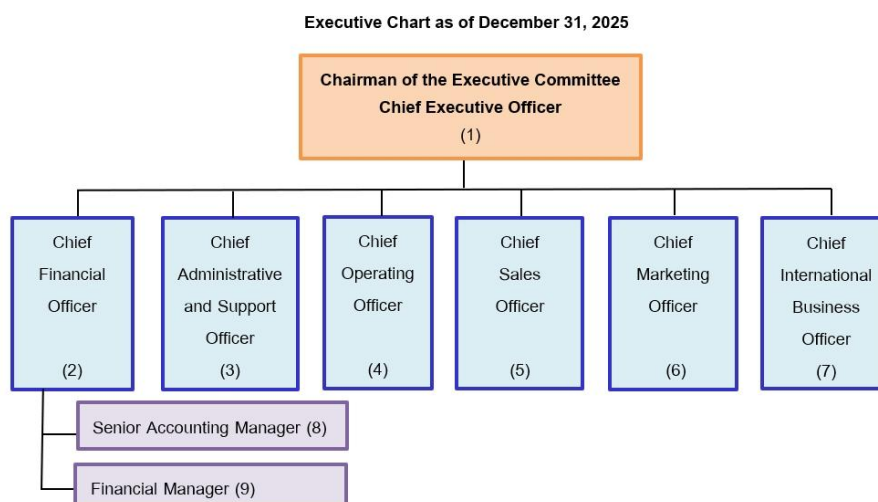 Executive Chart as of December 31, 2025
Chairman of the Executive Committee
Chief Executive Officer
(1)
Chief
Financial
Officer
(2)
Chief
Administrative
and Support
Officer
(3)
Chief
Operating
Officer
(4)
Chief
Sales
Officer
(5)
Chief
Marketing
Officer
(6)
Chief
International
Business
Officer
(7)
Senior Accounting Manager (8)
Financial Manager (9)